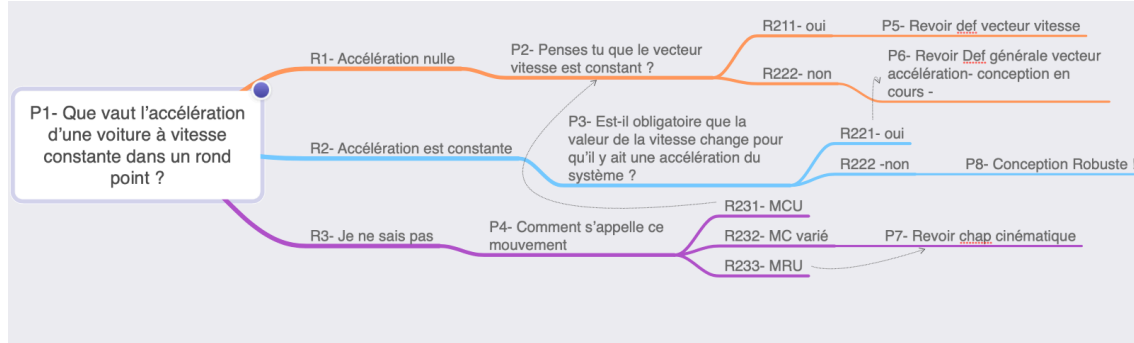 P1- Que vaut l’accélération
d’une voiture à vitesse
constante dans un rond
point ?
R1- Accélération nulle
P2- Penses tu que le vecteur
vitesse est constant ?
R211- oui
P5- Revoir def vecteur vitesse
R222- non
P6- Revoir Def générale vecteur
accélération- conception en
cours -
R2- Accélération est constante
P3- Est-il obligatoire que la
valeur de la vitesse change pour
qu’il y ait une accélération du
système ?
R221- oui
R222 -non
P8- Conception Robuste !
R3- Je ne sais pas
P4- Comment s’appelle ce
mouvement
R231- MCU
R232- MC varié
P7- Revoir chap cinématique
R233- MRU